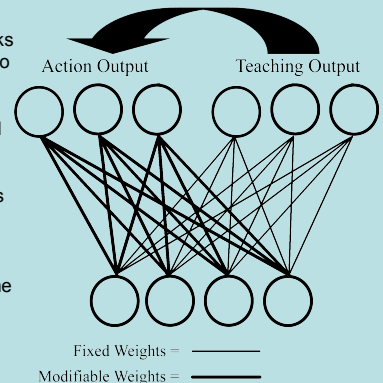 Action Output
Teaching Output
Fixed Weights =
Modifiable Weights =